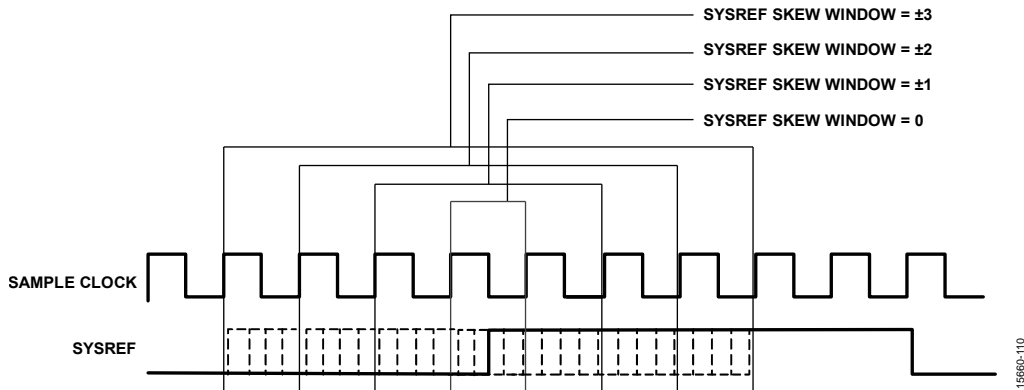 SYSREF SKEW WINDOW = ±3
SYSREF SKEW WINDOW = ±2
SYSREF SKEW WINDOW = ±1
SYSREF SKEW WINDOW = 0
SAMPLE CLOCK
SYSREF
15660-110